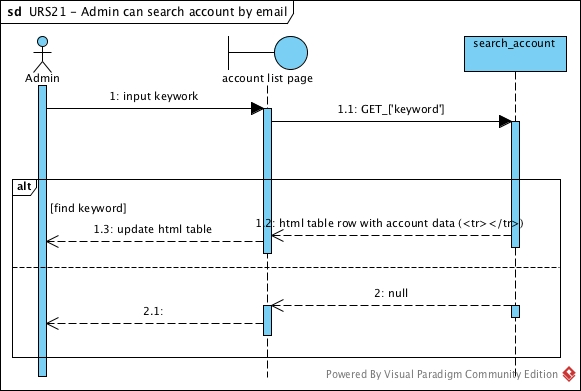 sd URS21 – Admin can search account by email
search_account
Admin
account list page
1: input keywork
1.1: GET_['keyword']
alt
[find keyword]
1.2: html table row with account data (<tr></tr>)
1.3: update html table
2: null
2.1:
Powered By Visual Paradigm Community Edition